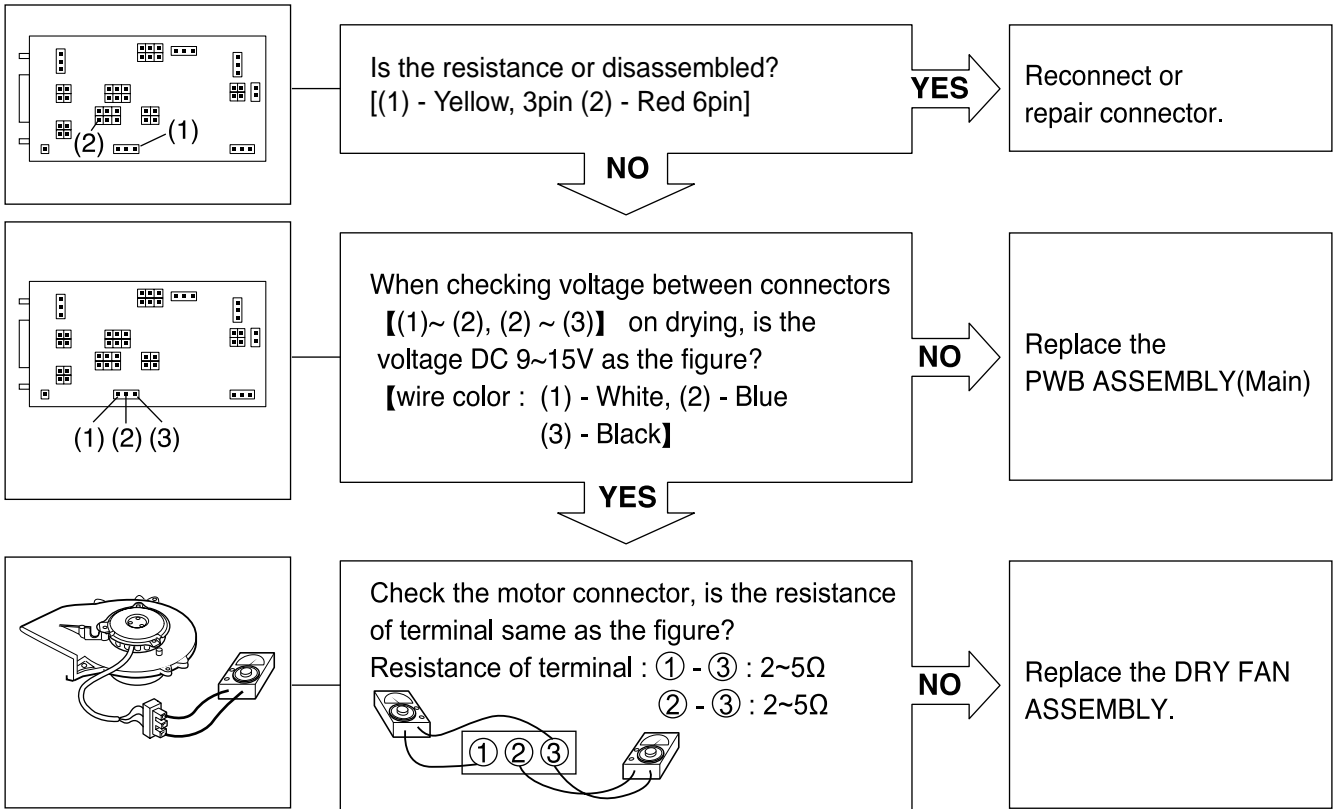 (2)
(1)
Is the resistance or disassembled?
[(1) - Yellow, 3pin (2) - Red 6pin]
YES
Reconnect or
repair connector.
NO
(1) (2) (3)
When checking voltage between connectors
【(1)~ (2), (2) ~ (3)】 on drying, is the
voltage DC 9~15V as the figure?
【wire color : (1) - White, (2) - Blue
(3) - Black】
NO
Replace the
PWB ASSEMBLY(Main)
YES
Check the motor connector, is the resistance
of terminal same as the figure?
Resistance of terminal : ① - ③ : 2~5Ω
② - ③ : 2~5Ω
① ② ③
NO
Replace the DRY FAN
ASSEMBLY.